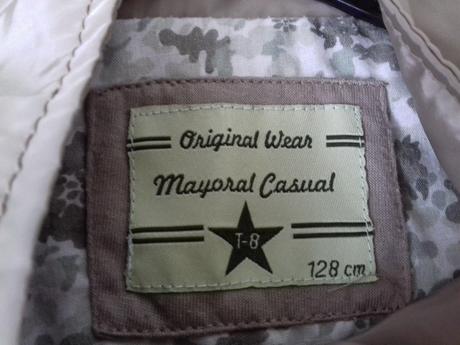 Original Wear
Mayoral Casual
T-8
128 cm